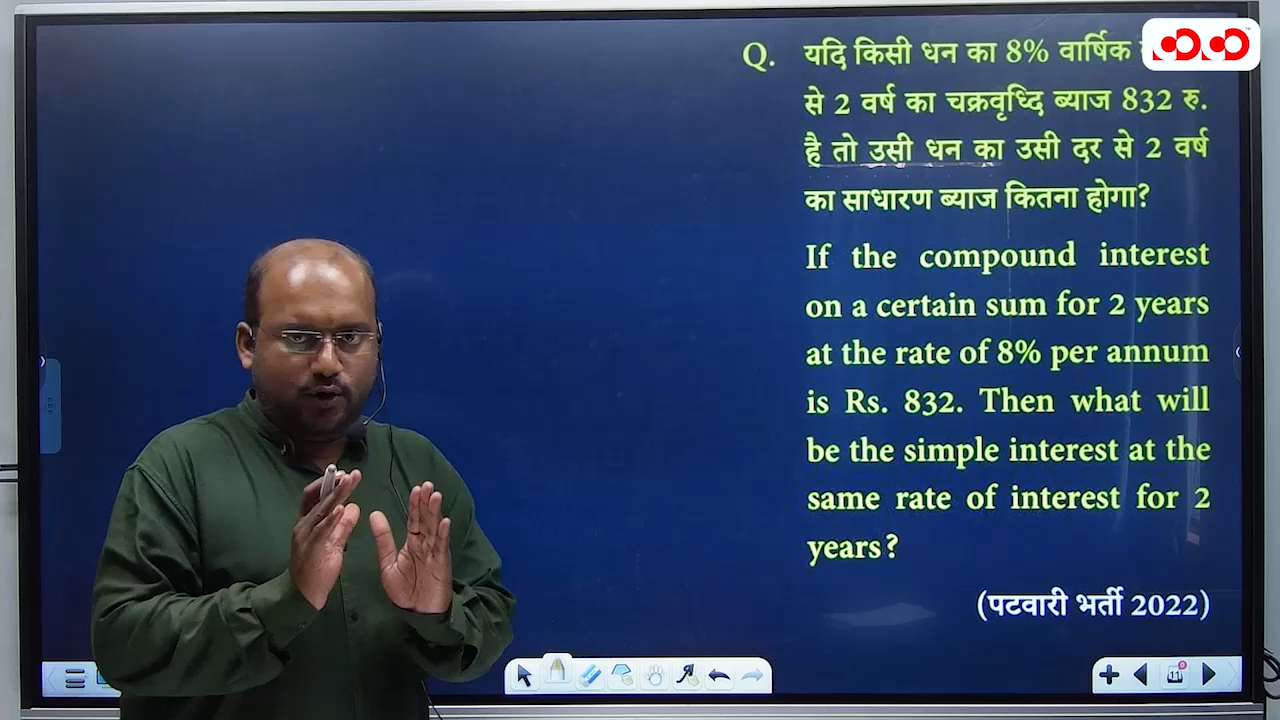 Q. यदि किसी धन का 8% वार्षिक
से 2 वर्ष का चक्रवृध्दि ब्याज 832 रु.
है तो उसी धन का उसी दर से 2 वर्ष
का साधारण ब्याज कितना होगा?
If the compound interest
on a certain sum for 2 years
at the rate of 8% per annum
is Rs. 832. Then what will
be the simple interest at the
same rate of interest for 2
years?
(पटवारी भर्ती 2022)
11